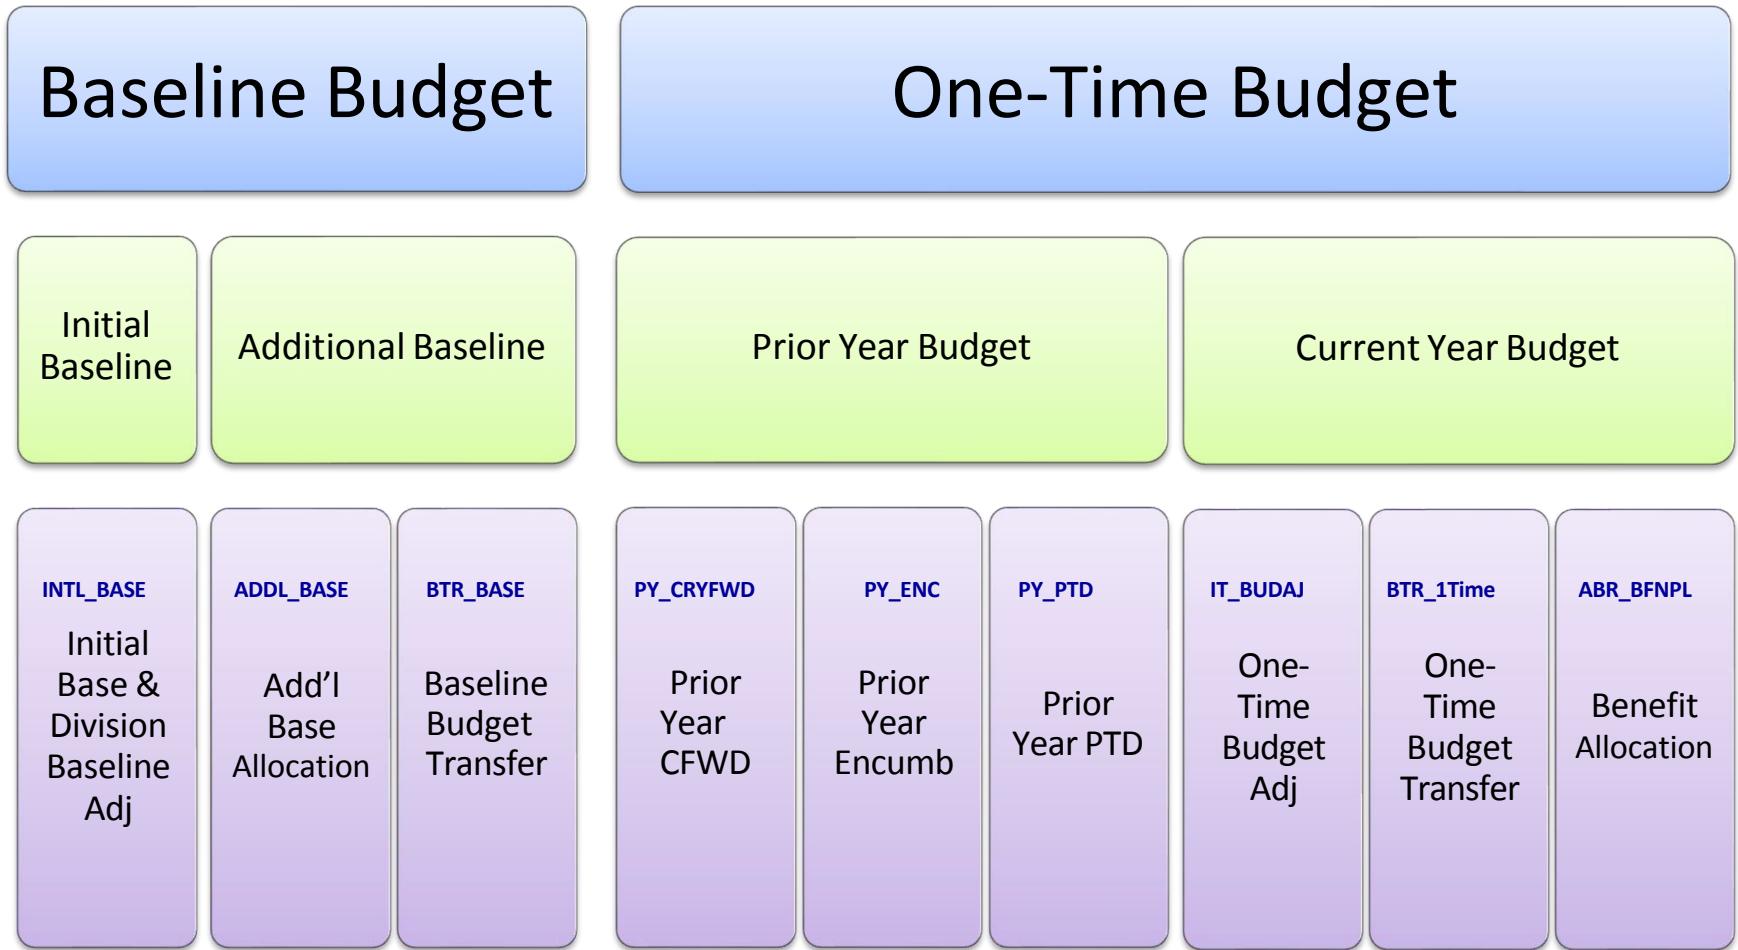 Baseline Budget
One-Time Budget
Initial
Baseline
Additional Baseline
Prior Year Budget
Current Year Budget
INTL_BASE
Initial
Base &
Division
Baseline
Adj
ADDL_BASE
Add’l
Base
Allocation
BTR_BASE
Baseline
Budget
Transfer
PY_CRYFWD
Prior
Year
CFWD
PY_ENC
Prior
Year
Encumb
PY_PTD
Prior
Year PTD
IT_BUDAJ
One-
Time
Budget
Adj
BTR_1Time
One-
Time
Budget
Transfer
ABR_BFNPL
Benefit
Allocation